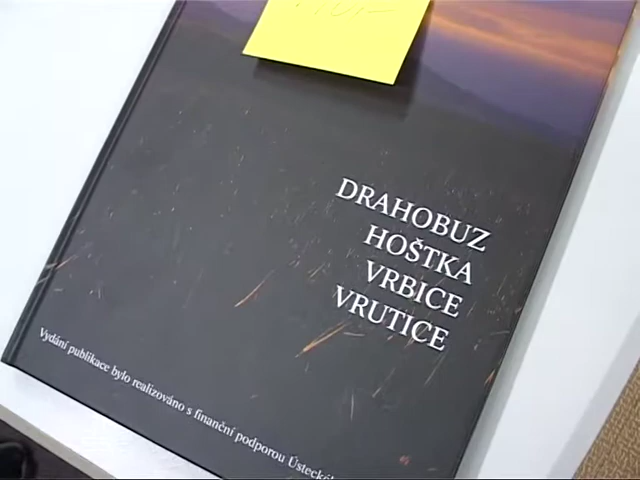 DRAHOBUZ
HOŠTKA
VRBICE
VRUTICE
Vydání publikace bylo realizováno s finanční podporou